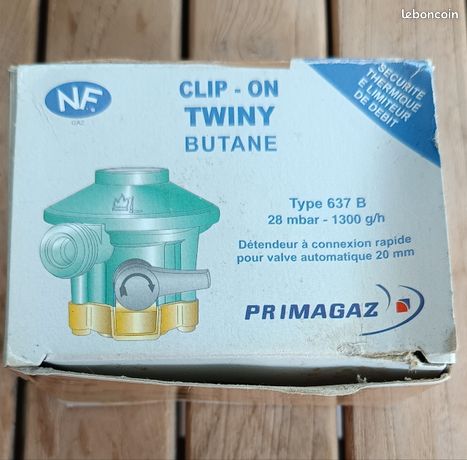 leboncoin
NF
GAZ
CLIP - ON
TWINY
BUTANE
SECURITE
THERMIQUE
E LIMITEUR
DE DEBIT
Type 637 B
28 mbar - 1300 g/h
Détendeur à connexion rapide
pour valve automatique 20 mm
PRIMAGAZ